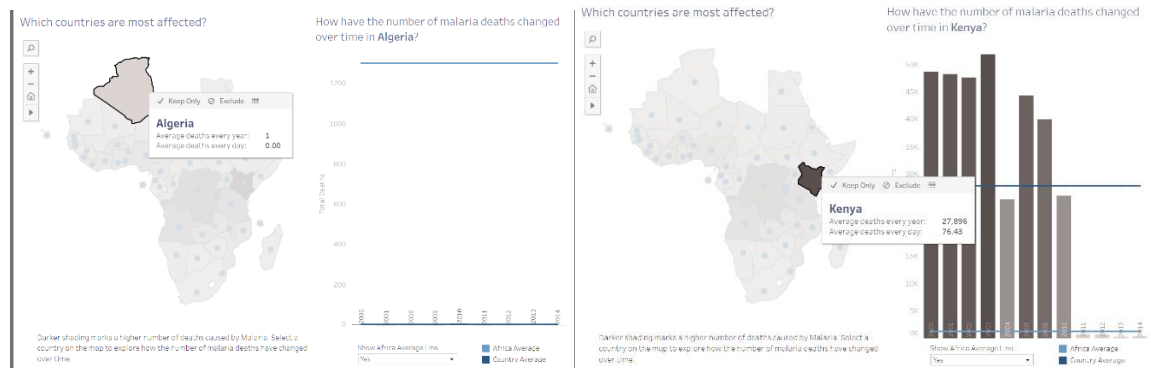 Which countries are most affected?
How have the number of malaria deaths changed
over time in Algeria?
Keep Only Exclude
Algeria
Average deaths every year: 1
Average deaths every day: 0.00
Total Deaths
1200
1000
800
600
400
200
0
2000
2001
2010
2011
2012
2013
2014
Darker shading marks a higher number of deaths caused by Malaria. Select a
country on the map to explore how the number of malaria deaths have changed
over time.
Show Africa Average Line
Yes
Africa Average
Country Average
Which countries are most affected?
How have the number of malaria deaths changed
over time in Kenya?
Keep Only Exclude
Kenya
Average deaths every year: 27,896
Average deaths every day: 76.43
50K
45K
35K
15K
10K
0K
2010
2014
Darker shading marks a higher number of deaths caused by Malaria. Select a
country on the map to explore how the number of malaria deaths have changed
over time.
Show Africa Average Line
Yes
Africa Average
Country Average